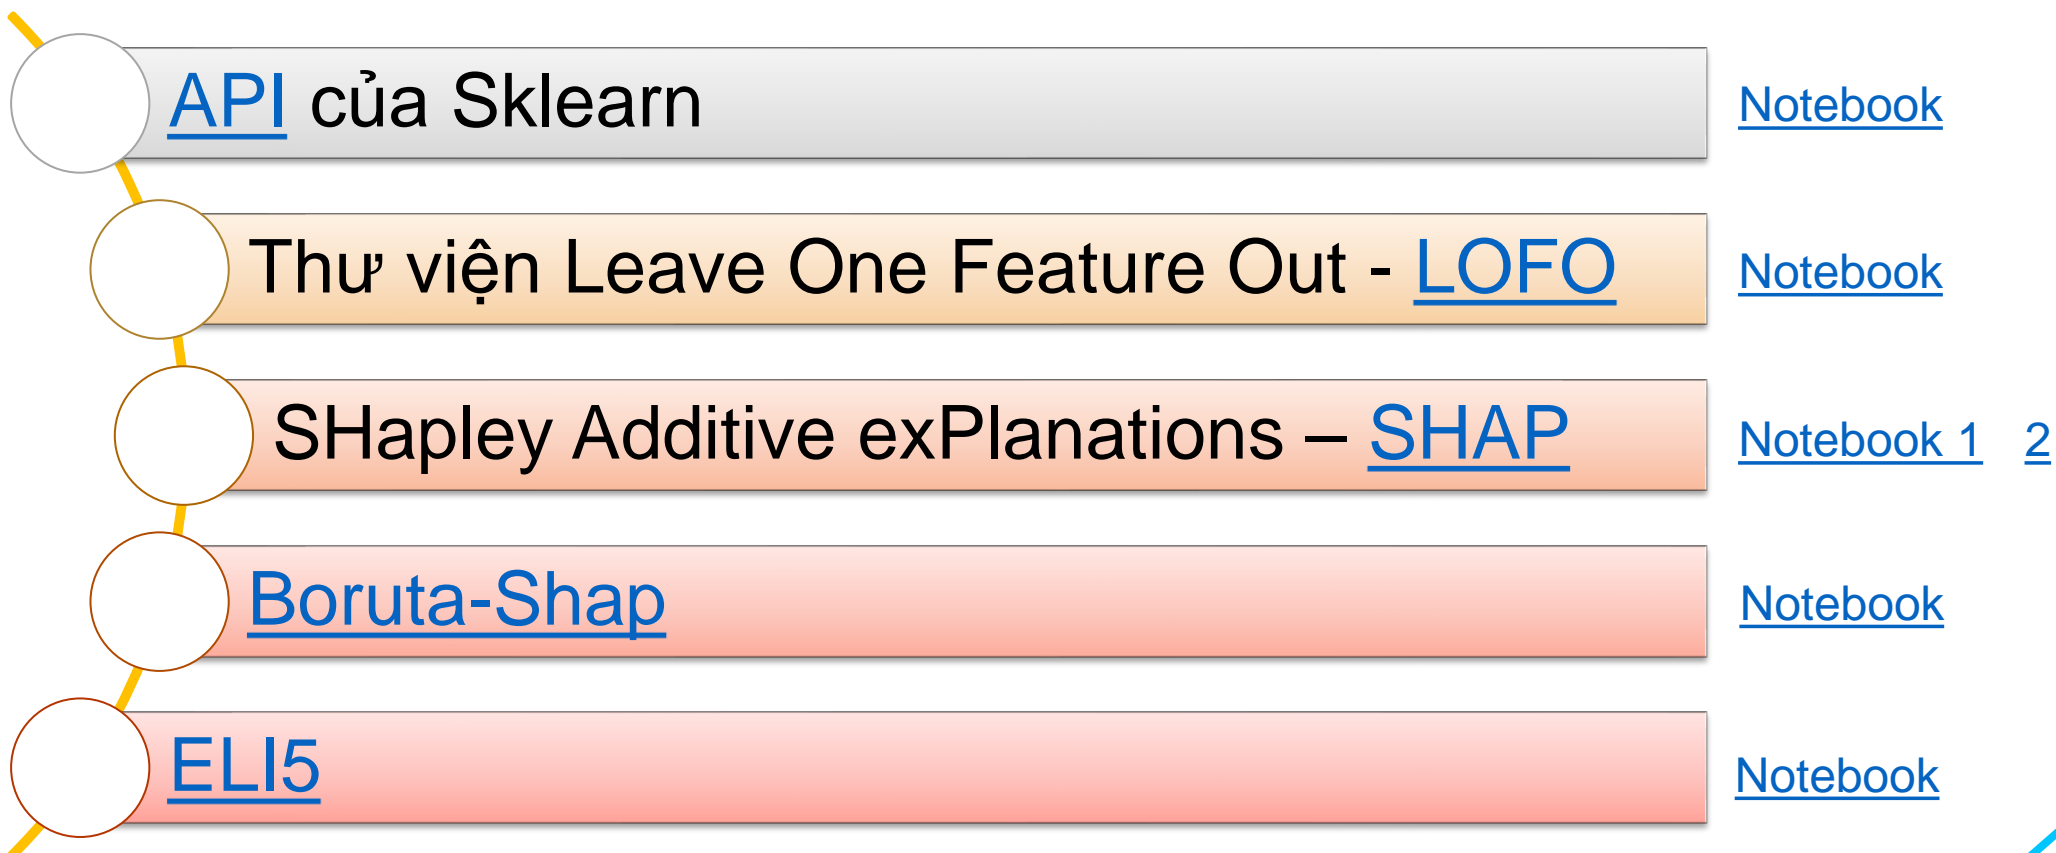 API của Sklearn Notebook
Thư viện Leave One Feature Out - LOFO Notebook
SHapley Additive exPlanations – SHAP Notebook 1 2
Boruta-Shap Notebook
ELI5 Notebook